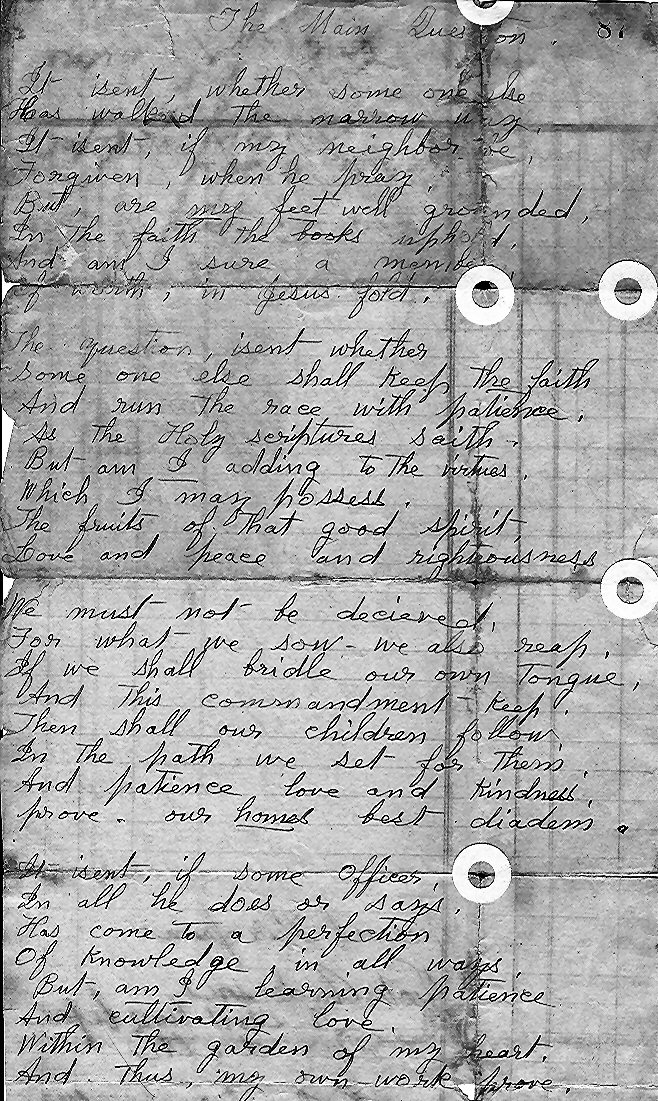 The Main Question. 87
It isent, whether some one else
Has walked the narrow way,
It isent, if my neighbor
Forgiven, when he pray
But, are my feet well grounded,
In the faith the books uphold,
And am I sure a member
Of worth, in Jesus fold.
The question, isent whether
Some one else shall keep the faith
And run the race with patience,
As the Holy scriptures saith.
But am I adding to the virtues,
Which I may possess.
The fruits of that good spirit
Love and peace and righteousness
We must not be decieved,
For what we sow - we also reap,
If we shall bridle our own Tongue,
And this commandment keep.
Then shall our children follow
In the path we set for them,
And patience love and kindness,
prove - our homes best diadem.
It isent, if some Officer,
In all he does or says,
Has come to a perfection
Of knowledge, in all ways,
But, am I learning patience
And cultivating love,
Within the garden of my heart.
And thus, my own work prove,